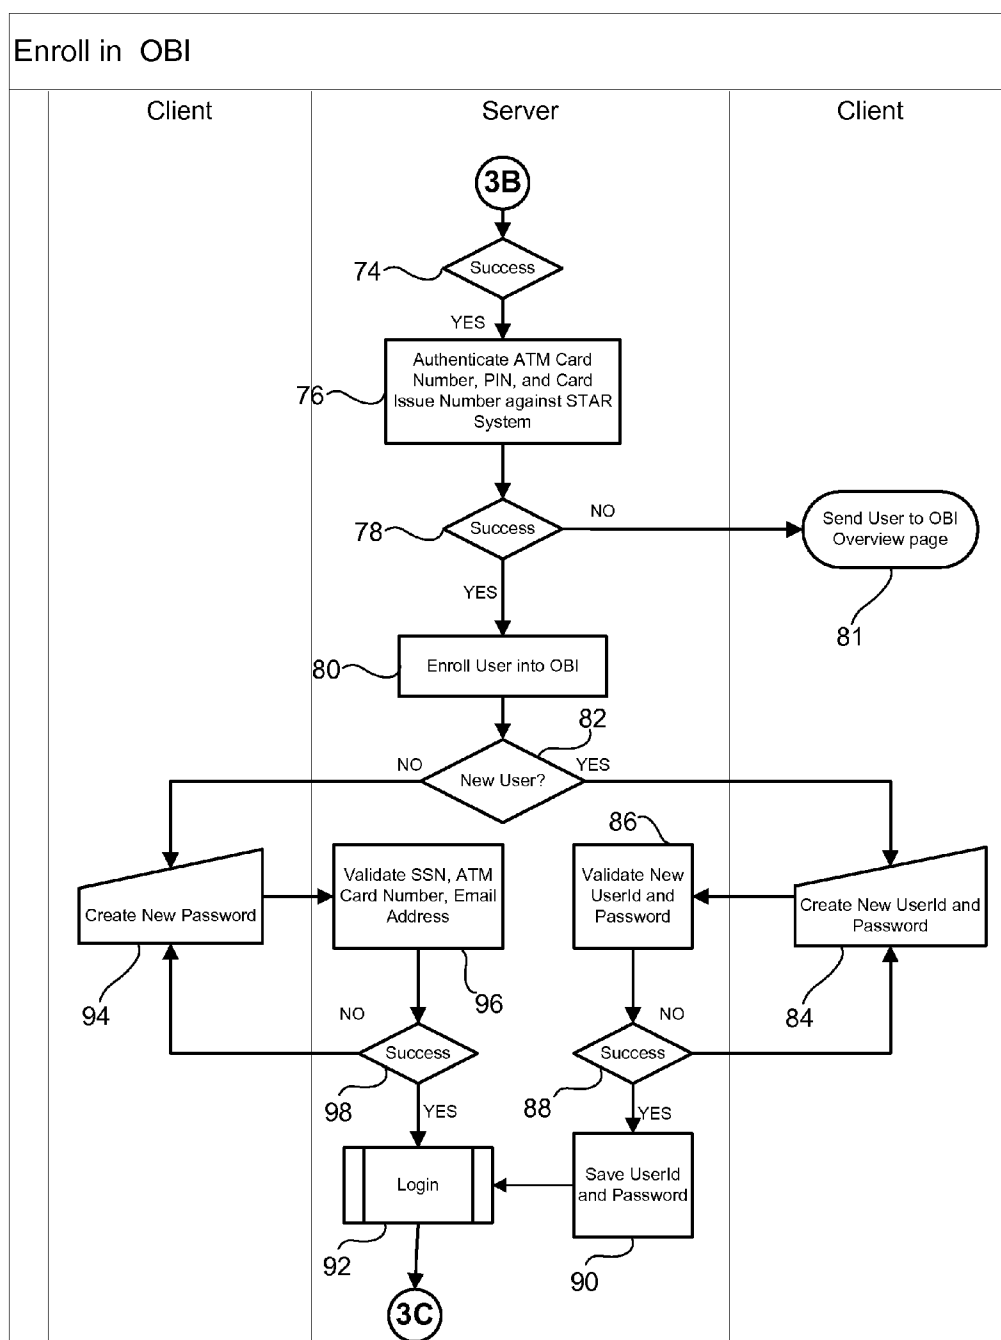 Enroll in OBI
Client
Server
Client
3B
Success
74
YES
Authenticate ATM Card
Number, PIN, and Card
Issue Number against STAR
System
76
Success
78
NO
Send User to OBI
Overview page
81
YES
Enroll User into OBI
80
82
New User?
NO
YES
86
Create New Password
94
Validate SSN, ATM
Card Number, Email
Address
96
Validate New
UserId and
Password
Create New UserId and
Password
84
NO
Success
98
NO
Success
88
YES
YES
Login
92
Save UserId
and Password
90
3C